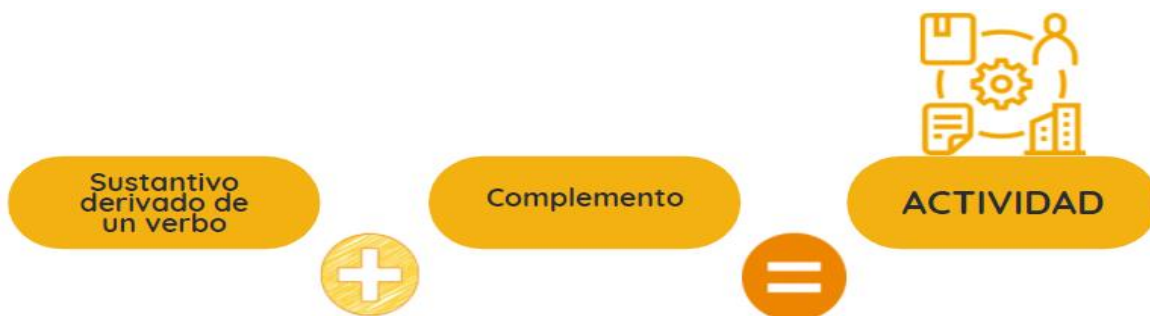 Sustantivo
derivado de
un verbo
Complemento
ACTIVIDAD